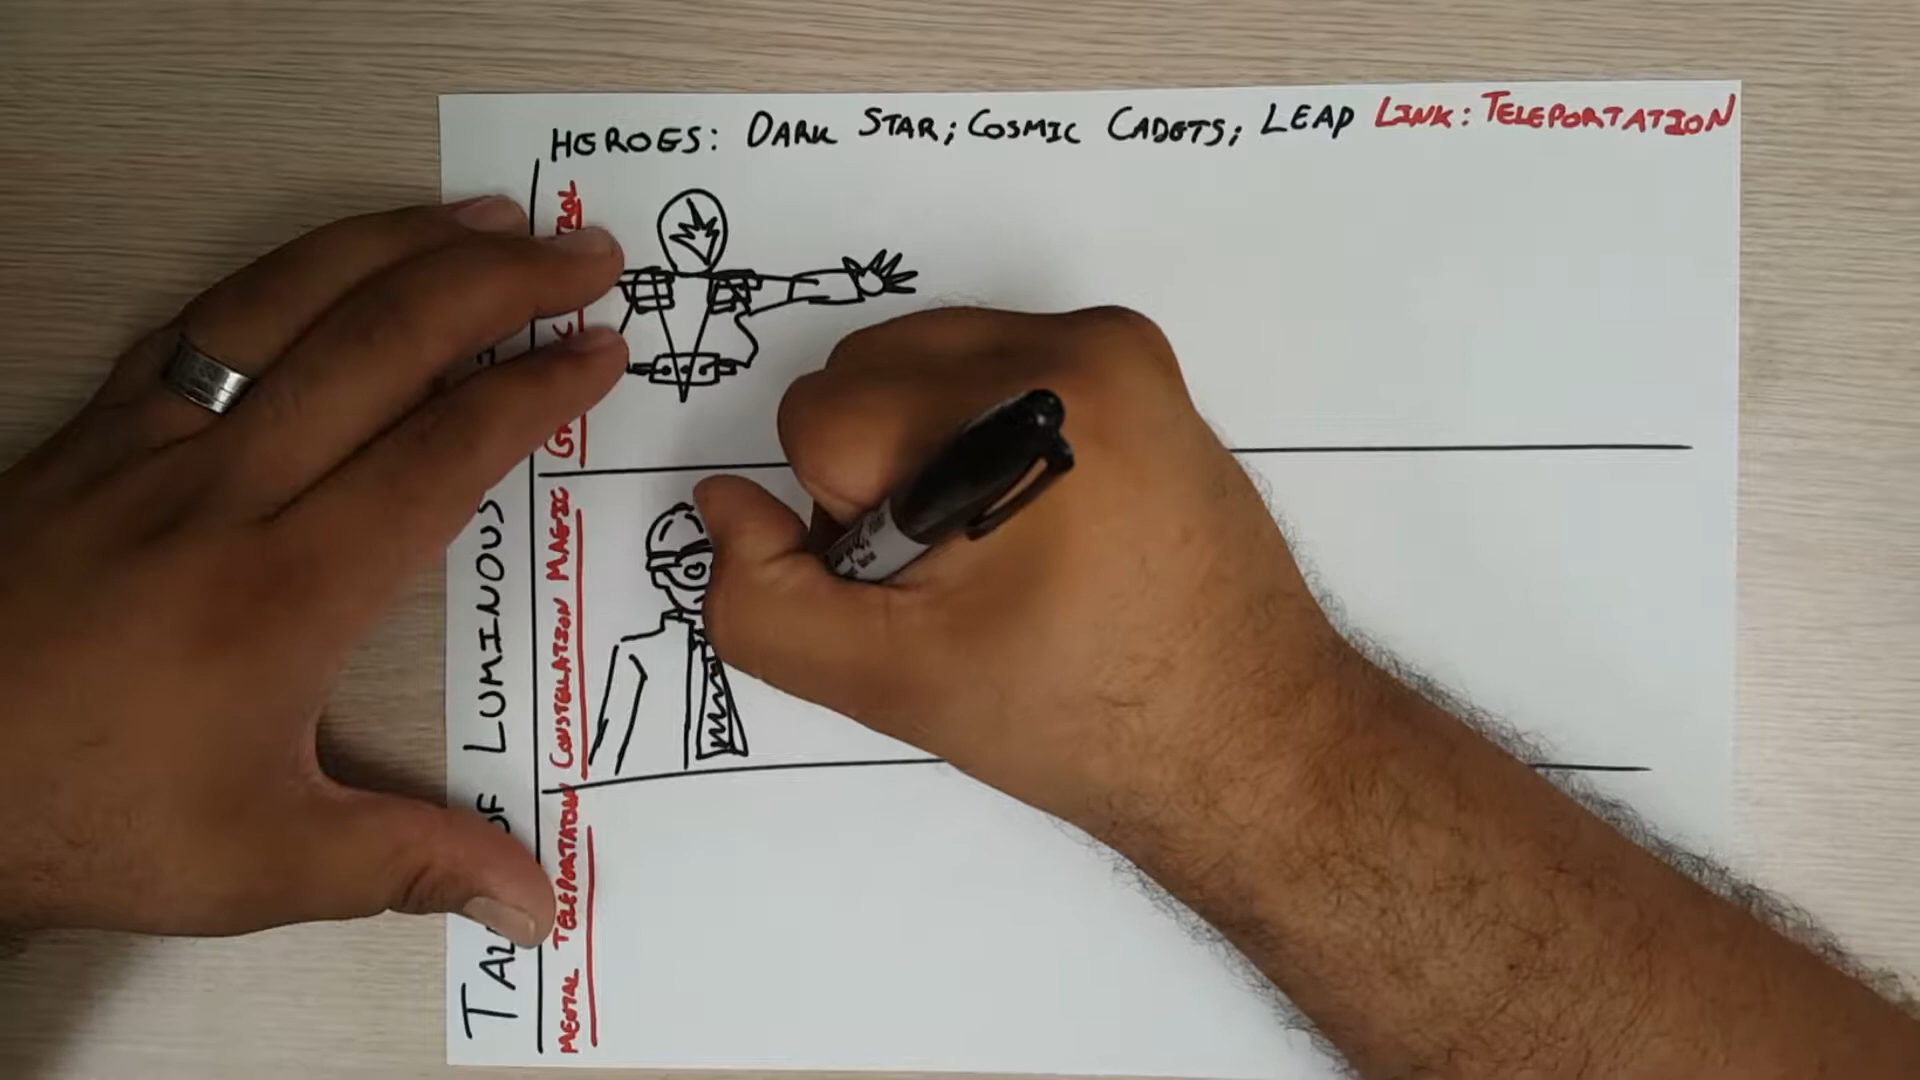 HEROES: DARK STAR; COSMIC CADETS; LEAP LINK: TELEPORTATION
LUMINOUS
CONSTELLATION MAGIC
MENTAL TELEPORTATION